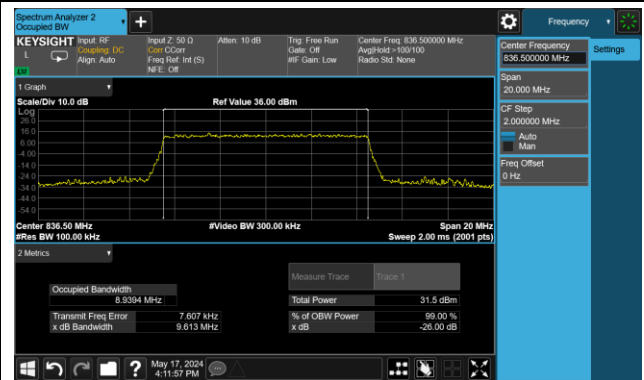 Spectrum Analyzer 2
Occupied BW
Frequency
KEYSIGHT
L
Input: RF
Coupling: DC
Align: Auto
Input Z: 50 Ω
Corr CCorr
Freq Ref: Int (S)
NFE: Off
Atten: 10 dB
Trig: Free Run
Gate: Off
#IF Gain: Low
Center Freq: 836.500000 MHz
Avg|Hold:>100/100
Radio Std: None
Center Frequency
836.500000 MHz
Settings
Span
20.000 MHz
CF Step
2.000000 MHz
Auto
Man
Freq Offset
0 Hz
1 Graph
Scale/Div 10.0 dB
Ref Value 36.00 dBm
Log
26.0
16.0
6.00
-4.00
-14.0
-24.0
-34.0
-44.0
-54.0
Center 836.50 MHz
#Video BW 300.00 kHz
Span 20 MHz
#Res BW 100.00 kHz
Sweep 2.00 ms (2001 pts)
2 Metrics
Measure Trace
Trace 1
Occupied Bandwidth
8.9394 MHz
Total Power
31.5 dBm
Transmit Freq Error
7.607 kHz
% of OBW Power
99.00 %
x dB Bandwidth
9.613 MHz
x dB
-26.00 dB
May 17, 2024
4:11:57 PM